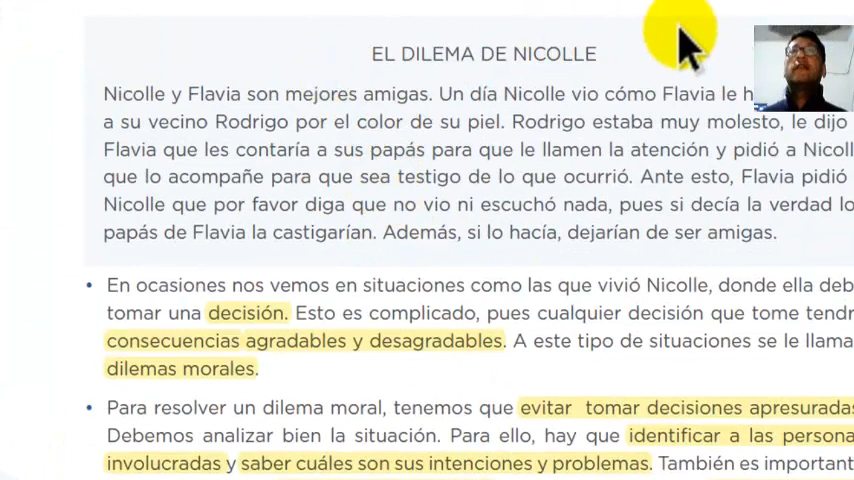 EL DILEMA DE NICOLLE
Nicolle y Flavia son mejores amigas. Un día Nicolle vio cómo Flavia le
a su vecino Rodrigo por el color de su piel. Rodrigo estaba muy molesto, le dijo
Flavia que les contaría a sus papás para que le llamen la atención y pidió a
que lo acompañe para que sea testigo de lo que ocurrió. Ante esto, Flavia pidió
Nicolle que por favor diga que no vio ni escuchó nada, pues si decía la verdad
papás de Flavia la castigarían. Además, si lo hacía, dejarían de ser amigas.
• En ocasiones nos vemos en situaciones como las que vivió Nicolle, donde ella
tomar una decisión. Esto es complicado, pues cualquier decisión que tome
consecuencias agradables y desagradables. A este tipo de situaciones se le
dilemas morales.
• Para resolver un dilema moral, tenemos que evitar tomar decisiones
Debemos analizar bien la situación. Para ello, hay que identificar a las
involucradas y saber cuáles son sus intenciones y problemas. También es